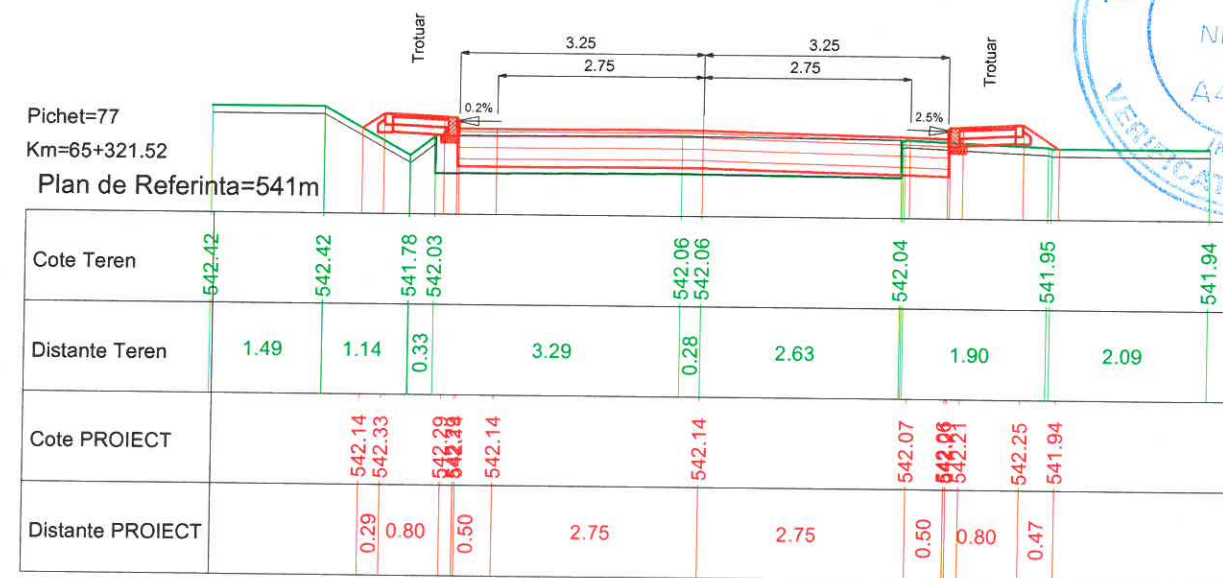 Trotuar
3.25 3.25
2.75 2.75
Trotuar
0.2% 2.5%
Pichet=77
Km=65+321.52
Plan de Referinta=541m
Cote Teren 542.42 542.42 541.78 542.03 542.06 542.06 542.04 541.95 541.94
Distante Teren 1.49 1.14 0.33 3.29 0.28 2.63 1.90 2.09
Cote PROIECT 542.14 542.33 542.29 542.14 542.14 542.07 542.06 542.21 542.25 541.94
Distante PROIECT 0.29 0.80 0.50 2.75 2.75 0.50 0.80 0.47